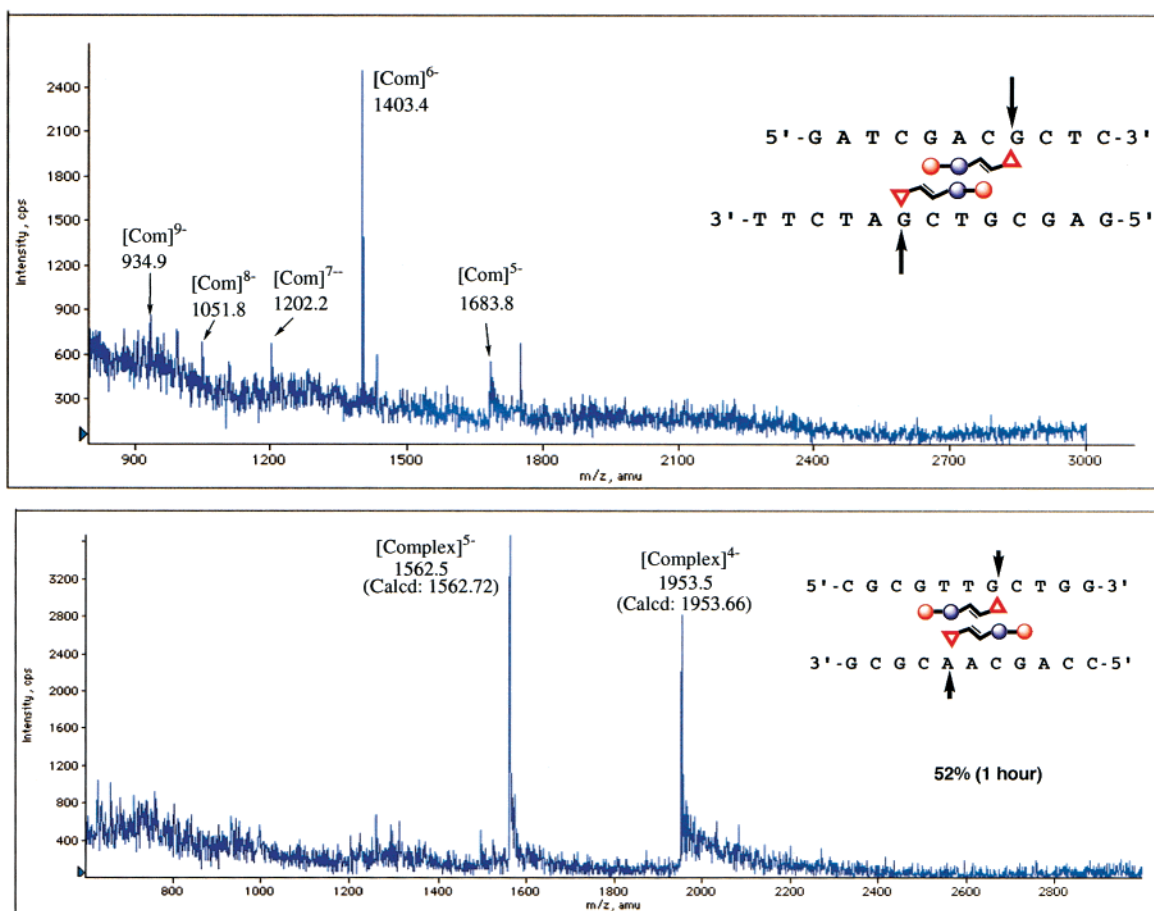 2400
2100
1800
1500
1200
900
600
300
Intensity, cps
[Com]6-
1403.4
[Com]9-
934.9
[Com]8-
1051.8
[Com]7--
1202.2
[Com]5-
1683.8
5'-G A T C G A C G C T C-3'
3'-T T C T A G C T G C G A G-5'
900 1200 1500 1800 2100 2400 2700 3000
m/z, amu
3200
2800
2400
2000
1600
1200
800
400
Intensity, cps
[Complex]5-
1562.5
(Calcd: 1562.72)
[Complex]4-
1953.5
(Calcd: 1953.66)
5'-C G C G T T G C T G G-3'
3'-G C G C A A C G A C C-5'
52% (1 hour)
800 1000 1200 1400 1600 1800 2000 2200 2400 2600 2800
m/z, amu